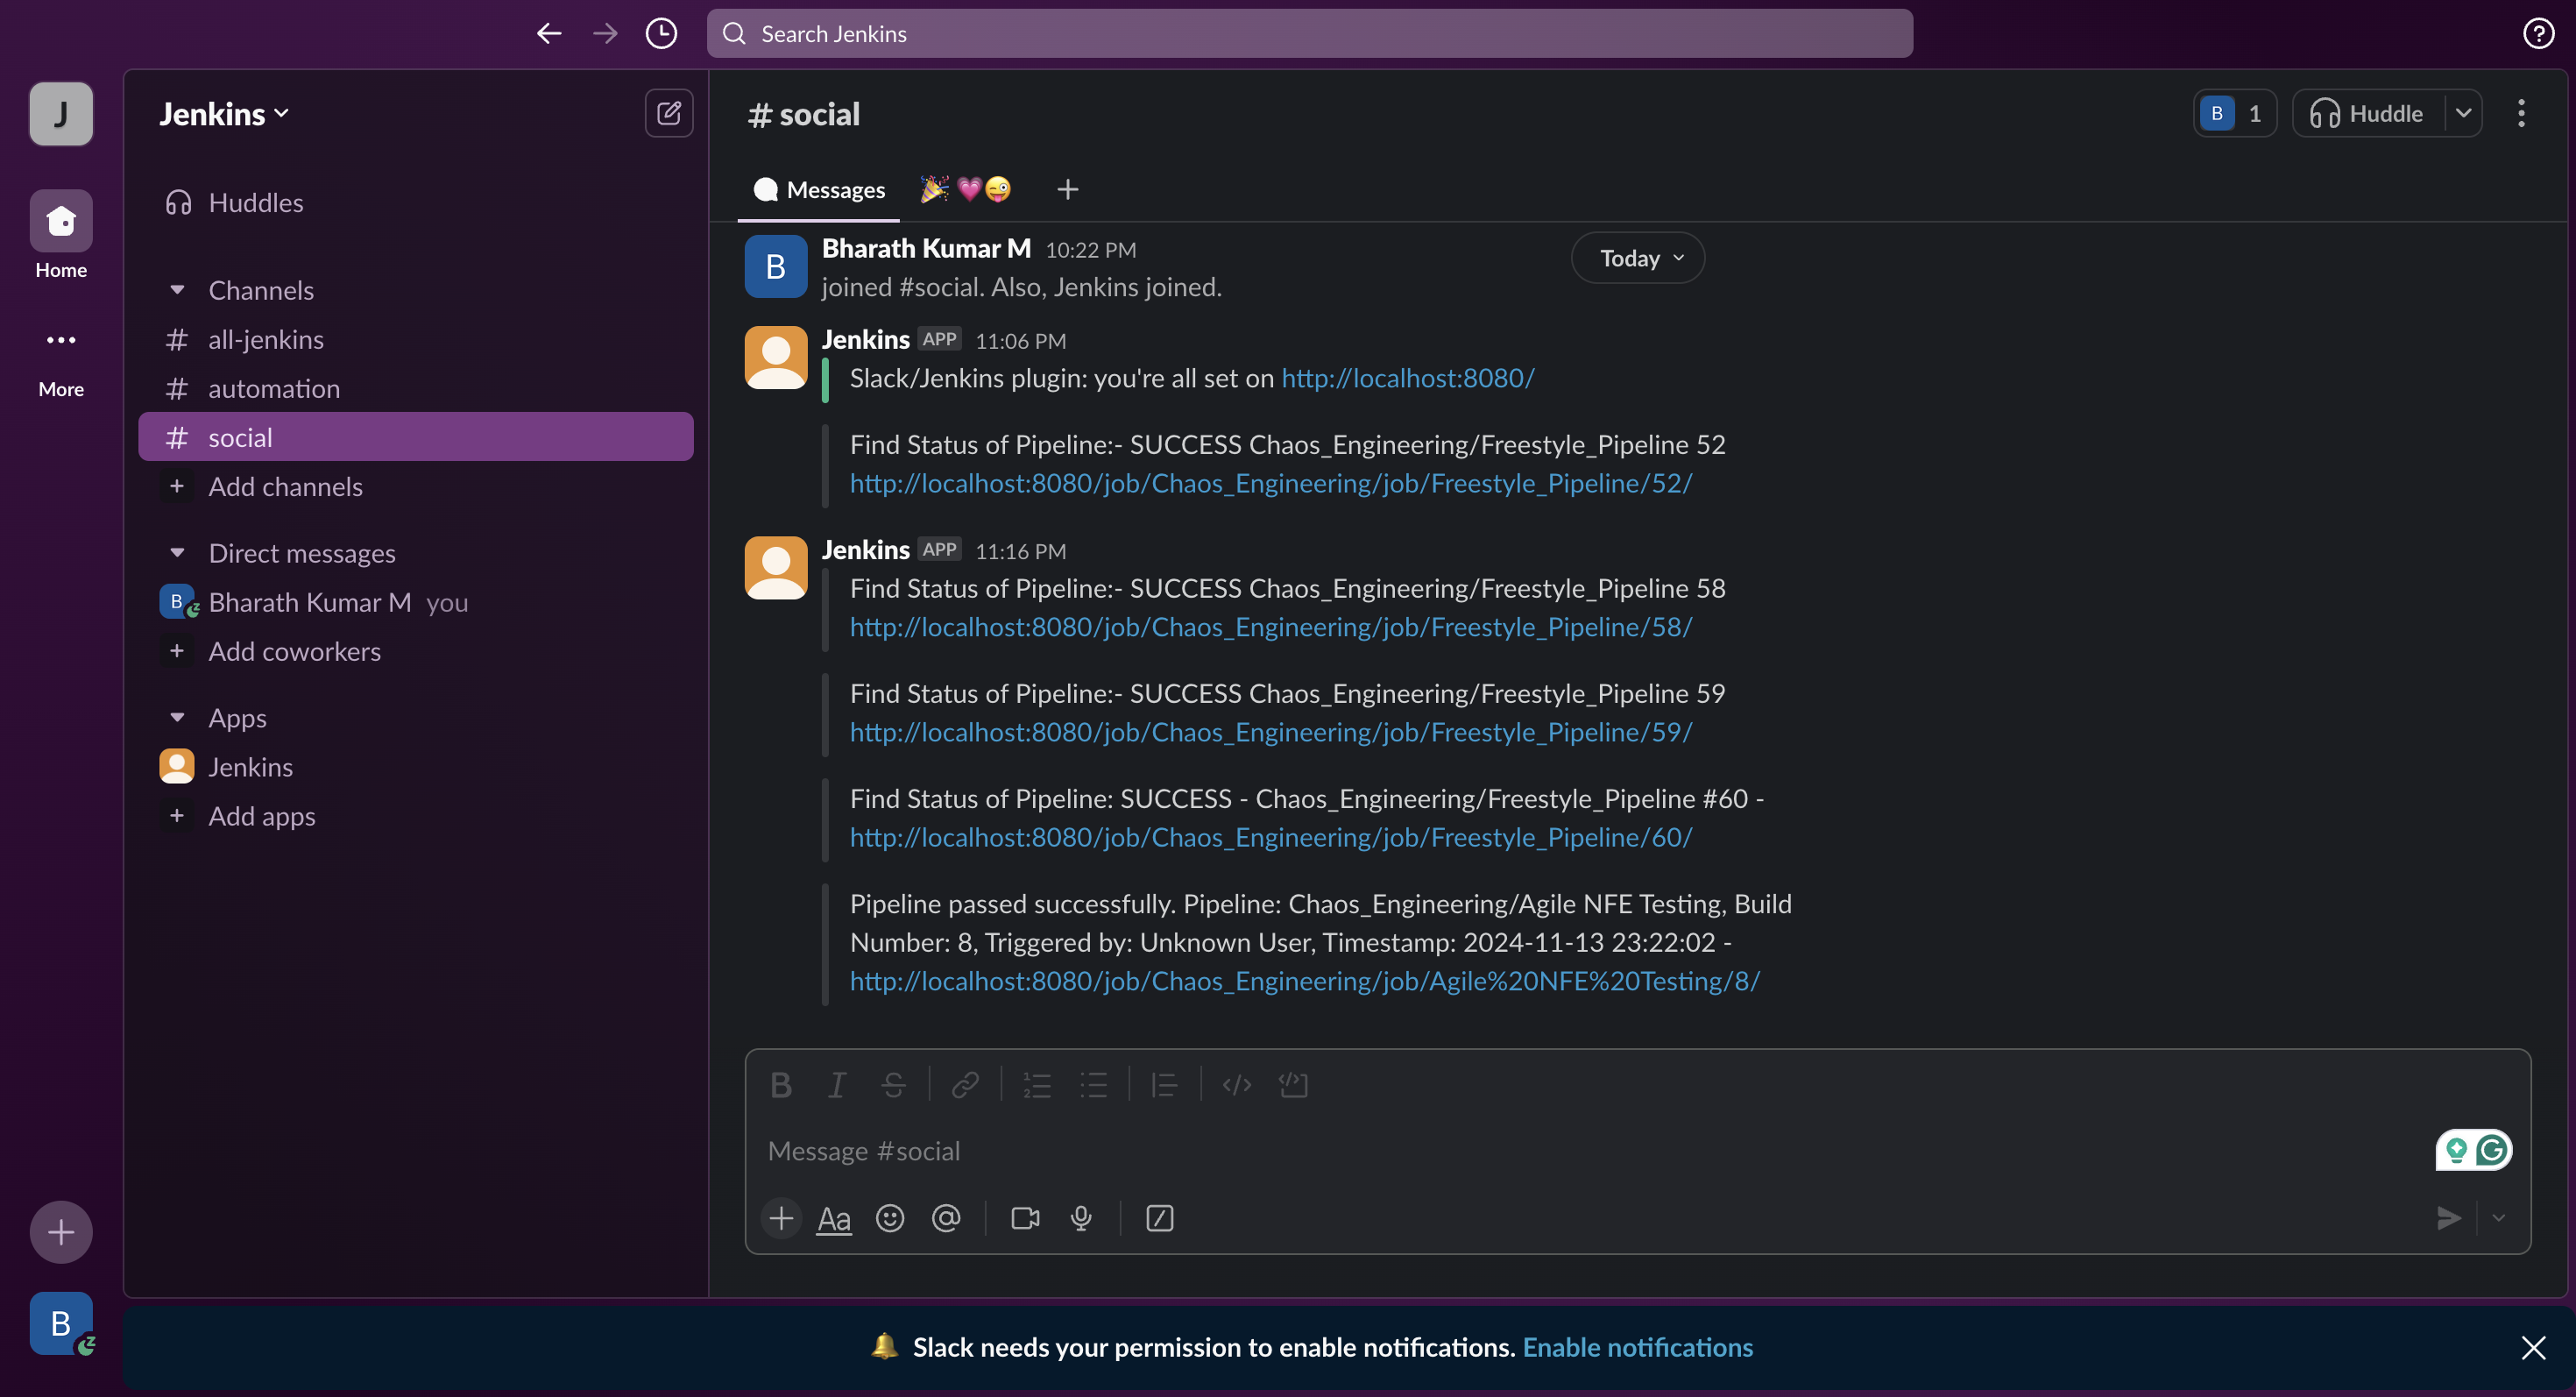 Search Jenkins
J
Home
More
B
Jenkins
Huddles
Channels
# all-jenkins
# automation
# social
+ Add channels
Direct messages
B Bharath Kumar M you
+ Add coworkers
Apps
Jenkins
+ Add apps
# social
B 1
Huddle
Messages
Today
B
Bharath Kumar M 10:22 PM
joined #social. Also, Jenkins joined.
Jenkins APP 11:06 PM
Slack/Jenkins plugin: you're all set on http://localhost:8080/
Find Status of Pipeline:- SUCCESS Chaos_Engineering/Freestyle_Pipeline 52
http://localhost:8080/job/Chaos_Engineering/job/Freestyle_Pipeline/52/
Jenkins APP 11:16 PM
Find Status of Pipeline:- SUCCESS Chaos_Engineering/Freestyle_Pipeline 58
http://localhost:8080/job/Chaos_Engineering/job/Freestyle_Pipeline/58/
Find Status of Pipeline:- SUCCESS Chaos_Engineering/Freestyle_Pipeline 59
http://localhost:8080/job/Chaos_Engineering/job/Freestyle_Pipeline/59/
Find Status of Pipeline: SUCCESS - Chaos_Engineering/Freestyle_Pipeline #60 -
http://localhost:8080/job/Chaos_Engineering/job/Freestyle_Pipeline/60/
Pipeline passed successfully. Pipeline: Chaos_Engineering/Agile NFE Testing, Build
Number: 8, Triggered by: Unknown User, Timestamp: 2024-11-13 23:22:02 -
http://localhost:8080/job/Chaos_Engineering/job/Agile%20NFE%20Testing/8/
Message #social
Aa
Slack needs your permission to enable notifications. Enable notifications